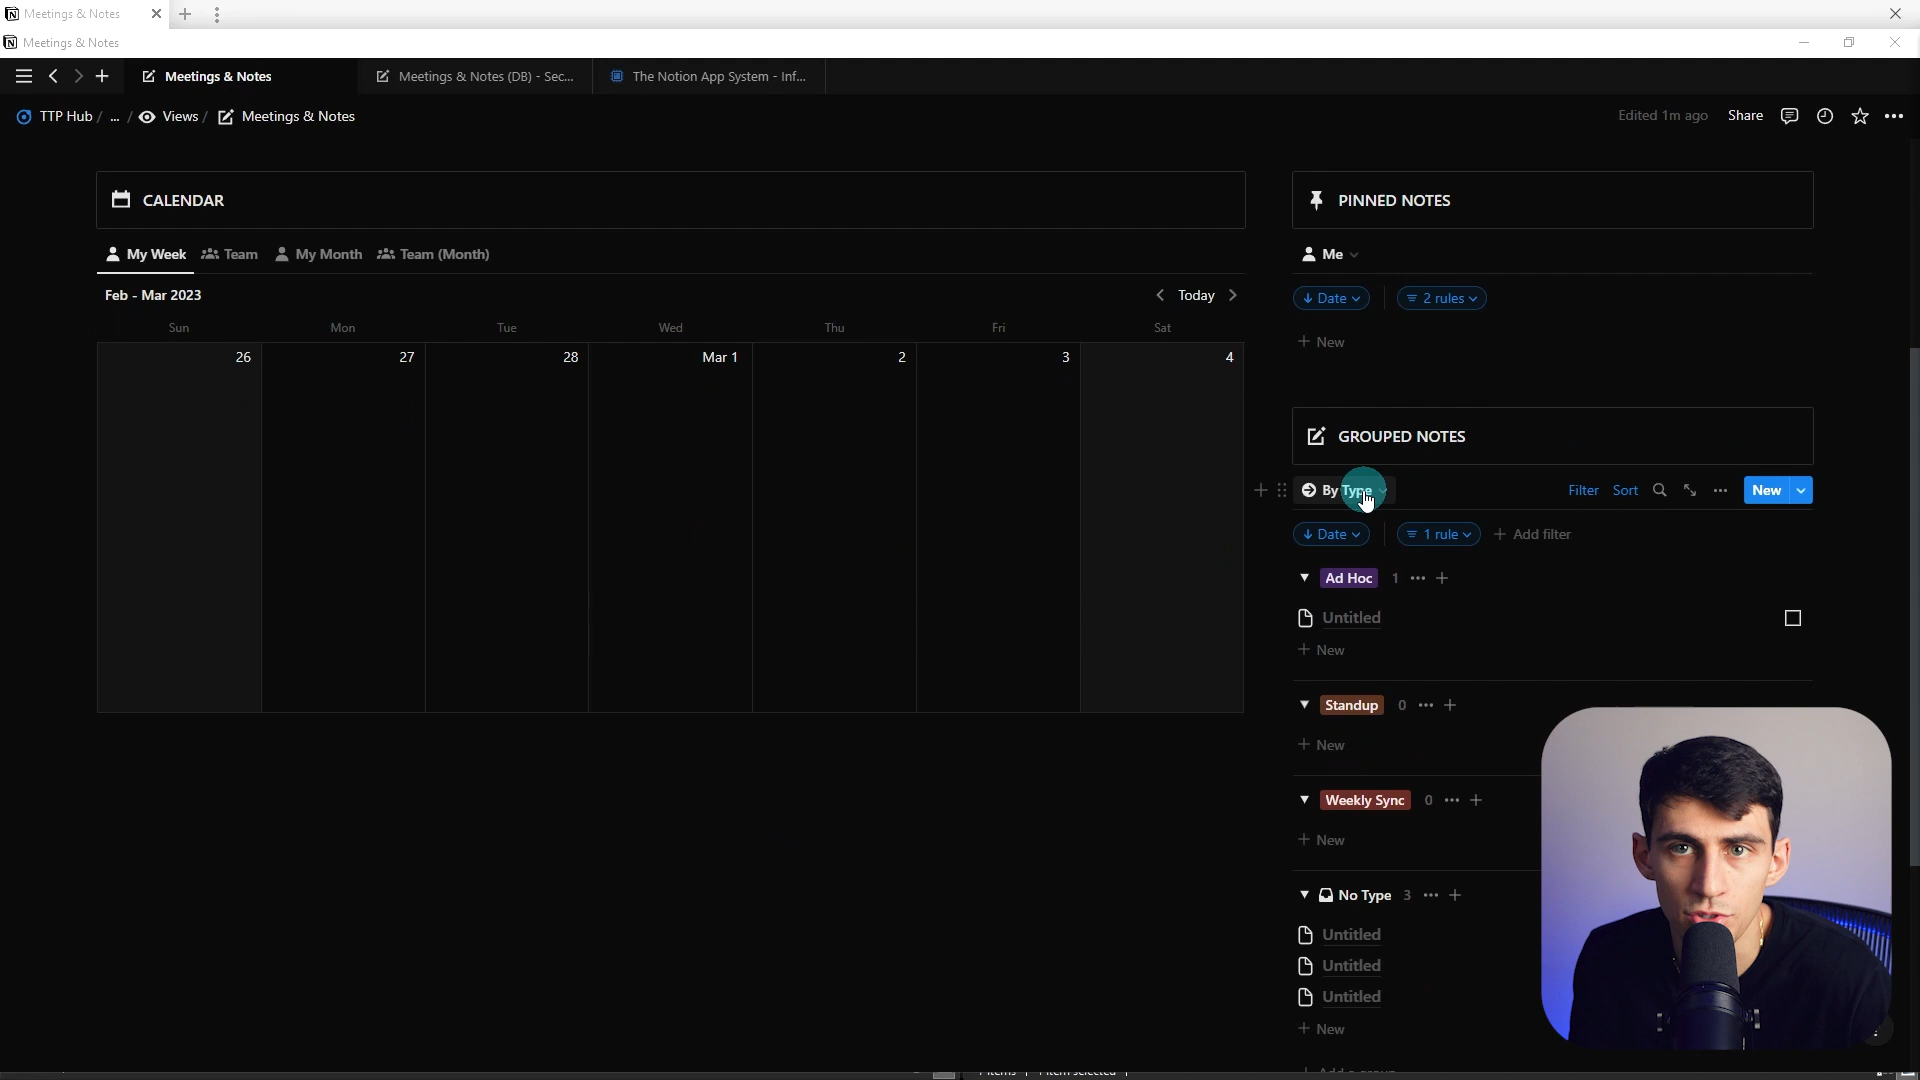 Meetings & Notes
Meetings & Notes
Meetings & Notes
Meetings & Notes (DB) - Sec...
The Notion App System - Inf...
TTP Hub / ... / Views / Meetings & Notes
Edited 1m ago
Share
CALENDAR
My Week
Team
My Month
Team (Month)
Feb - Mar 2023
Today
Sun Mon Tue Wed Thu Fri Sat
26 27 28 Mar 1 2 3 4
PINNED NOTES
Me
Date
2 rules
New
GROUPED NOTES
By Type
Filter
Sort
New
Date
1 rule
Add filter
Ad Hoc 1
Untitled
New
Standup 0
New
Weekly Sync 0
New
No Type 3
Untitled
Untitled
Untitled
New